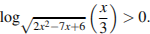 log_{√(2x²−7x+6)} (x/3) > 0.